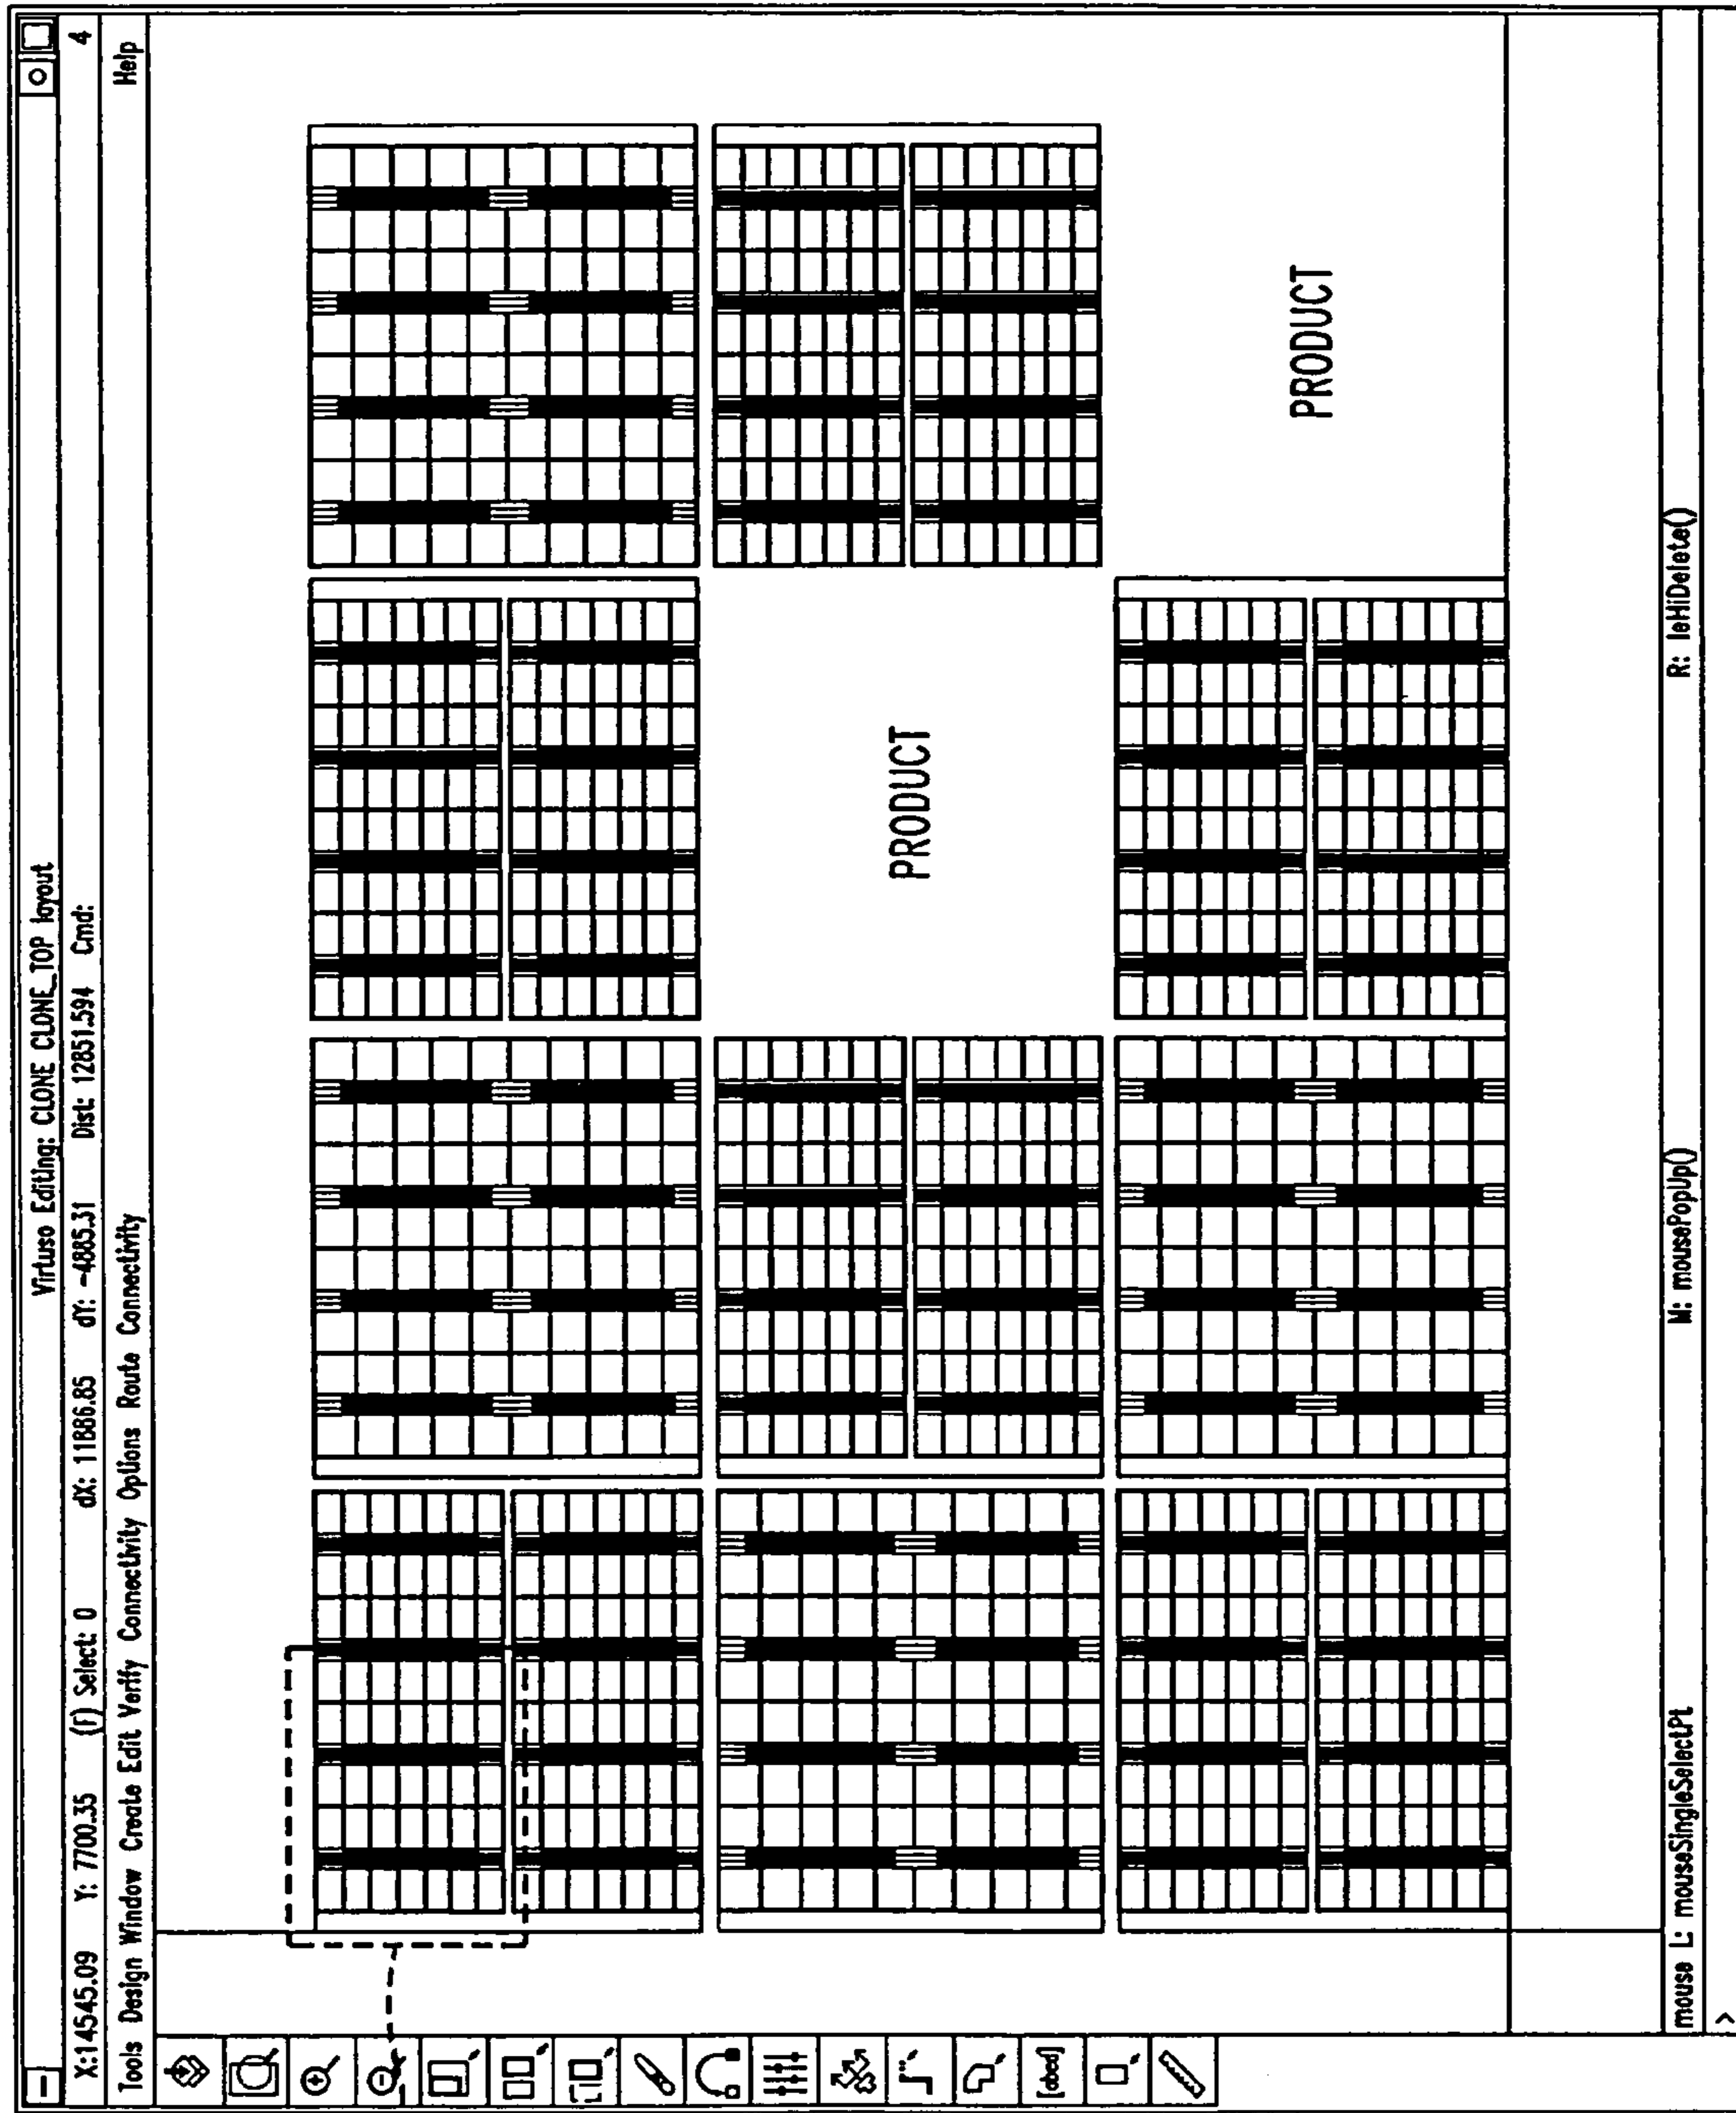 Virtuso Editing: CLONE CLONE_TOP layout
X:14545.09 Y: 7700.35 (F) Select: 0 dX: 11886.85 dY: -4885.31 Dist: 12851.594 Cmd: 4
Tools Design Window Create Edit Verify Connectivity Options Route Connectivity Help
[abcd]
PRODUCT
PRODUCT
mouse L: mouseSingleSelectPt M: mousePopUp() R: leHiDelete()
>